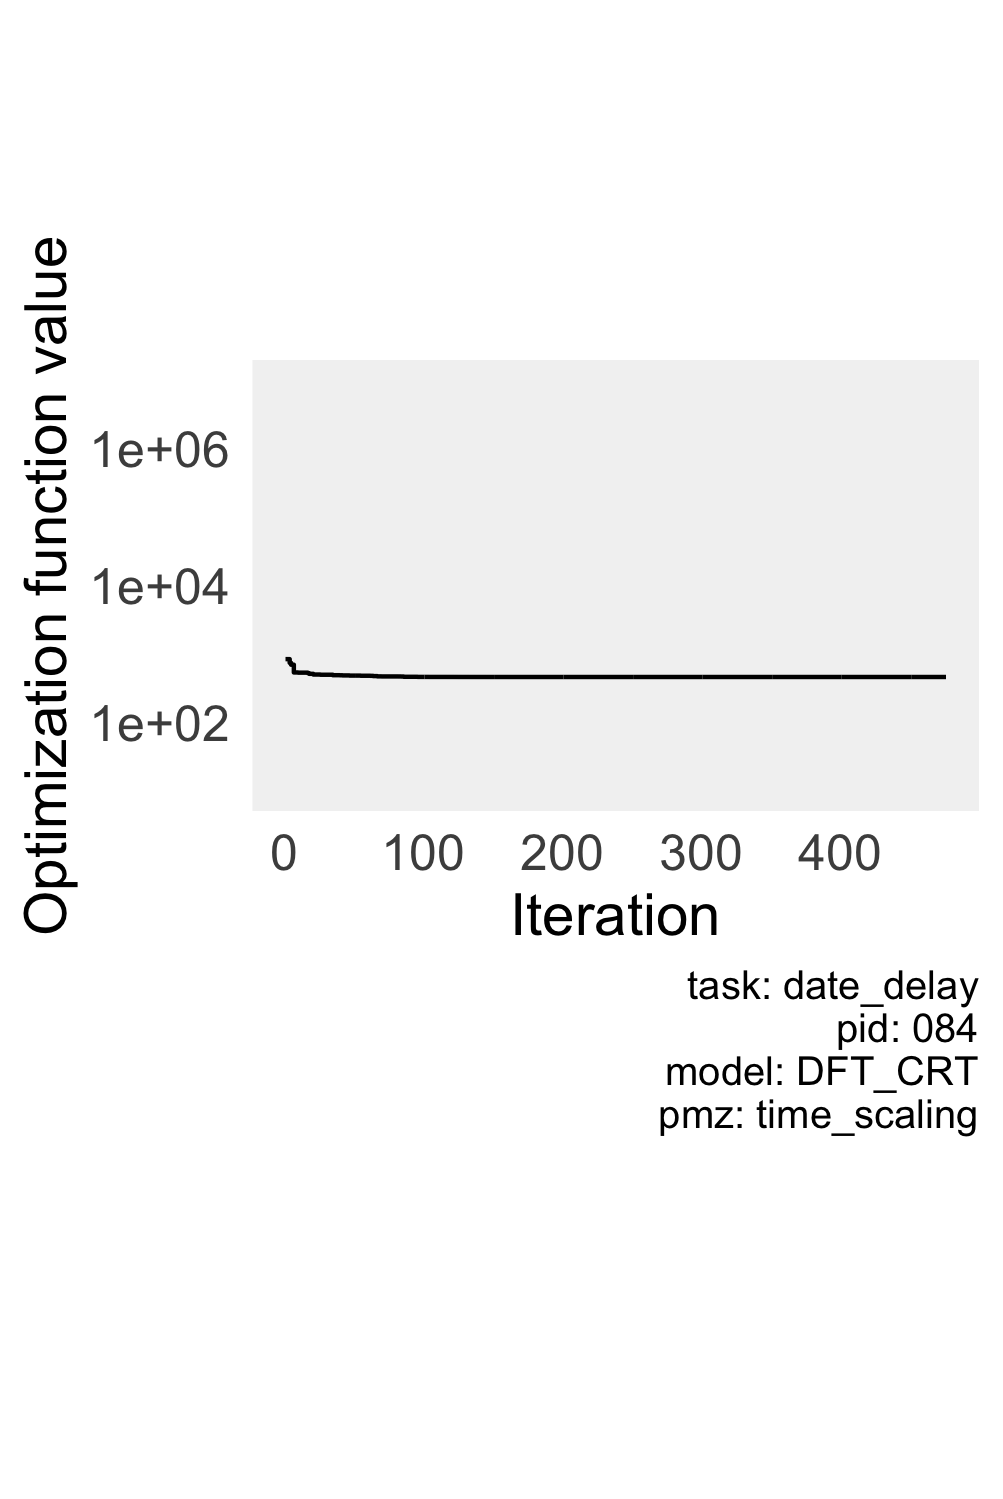 Optimization function value
1e+06
1e+04
1e+02
0 100 200 300 400
Iteration
task: date_delay
pid: 084
model: DFT_CRT
pmz: time_scaling